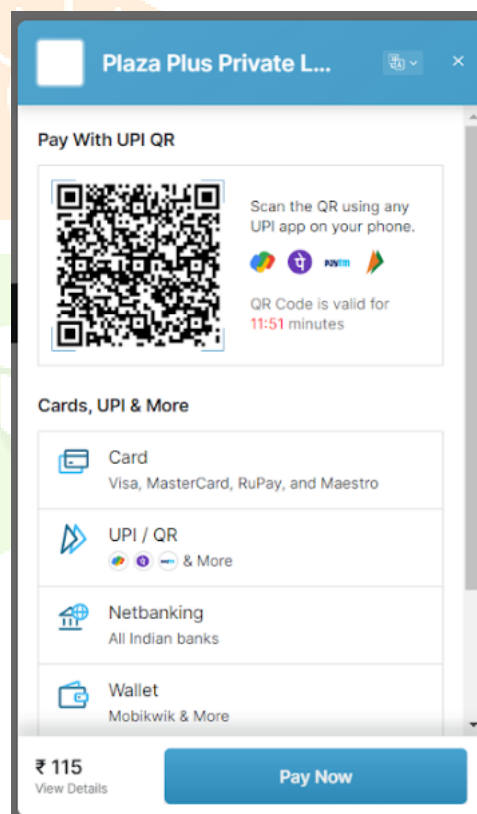 Plaza Plus Private L...
Pay With UPI QR
Scan the QR using any
UPI app on your phone.
पे paytm
QR Code is valid for
11:51 minutes
Cards, UPI & More
Card
Visa, MasterCard, RuPay, and Maestro
UPI / QR
पे paytm & More
Netbanking
All Indian banks
Wallet
Mobikwik & More
₹ 115
View Details
Pay Now